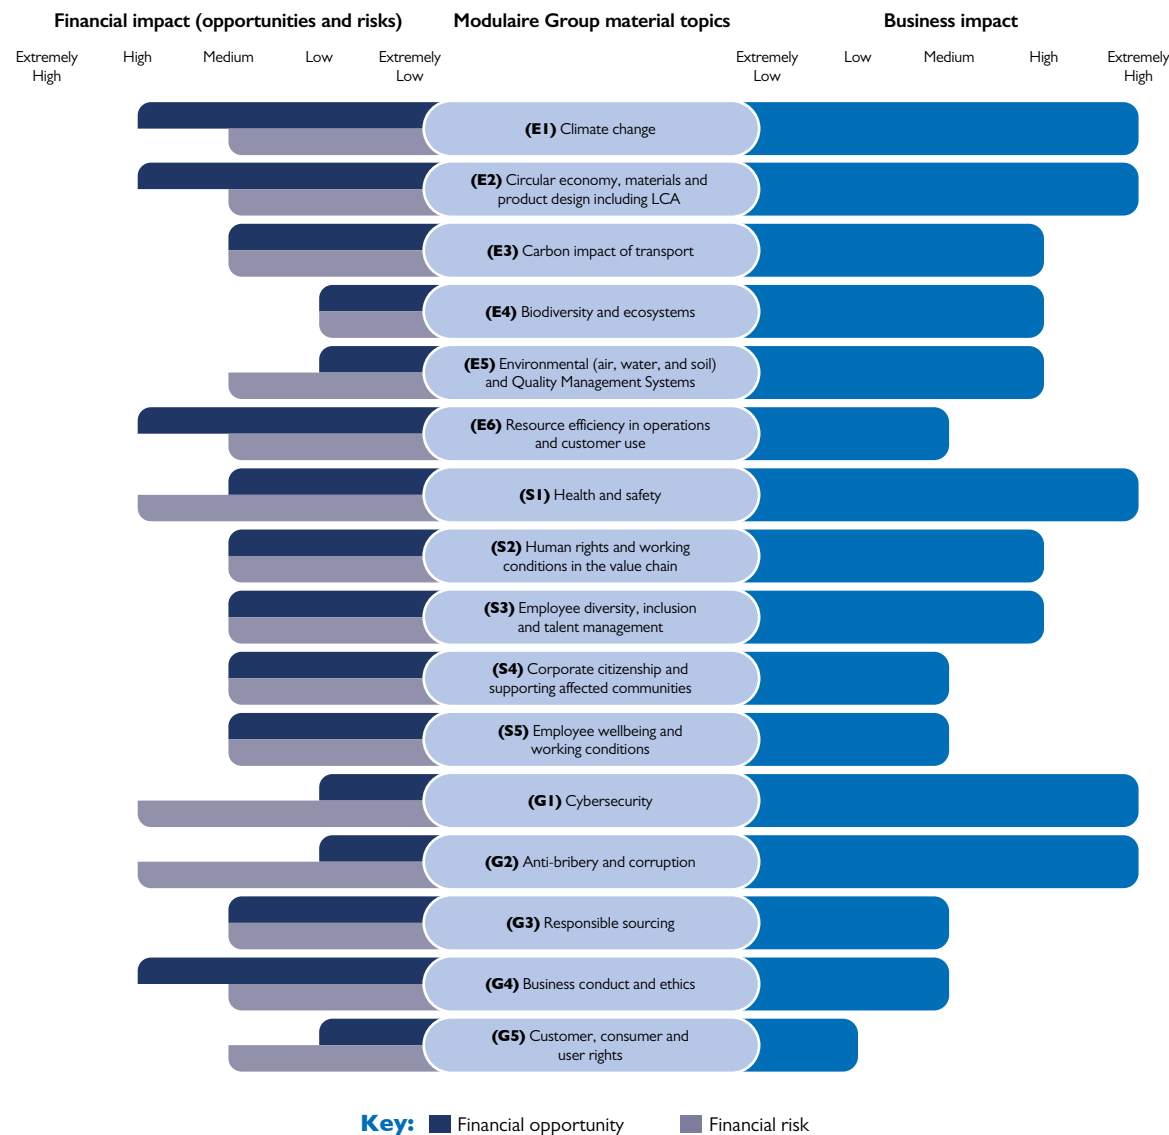 Financial impact (opportunities and risks)
Modulaire Group material topics
Business impact
Extremely High
High
Medium
Low
Extremely Low
Extremely Low
Low
Medium
High
Extremely High
(E1) Climate change
(E2) Circular economy, materials and
product design including LCA
(E3) Carbon impact of transport
(E4) Biodiversity and ecosystems
(E5) Environmental (air, water, and soil)
and Quality Management Systems
(E6) Resource efficiency in operations
and customer use
(S1) Health and safety
(S2) Human rights and working
conditions in the value chain
(S3) Employee diversity, inclusion
and talent management
(S4) Corporate citizenship and
supporting affected communities
(S5) Employee wellbeing and
working conditions
(G1) Cybersecurity
(G2) Anti-bribery and corruption
(G3) Responsible sourcing
(G4) Business conduct and ethics
(G5) Customer, consumer and
user rights
Key: Financial opportunity Financial risk